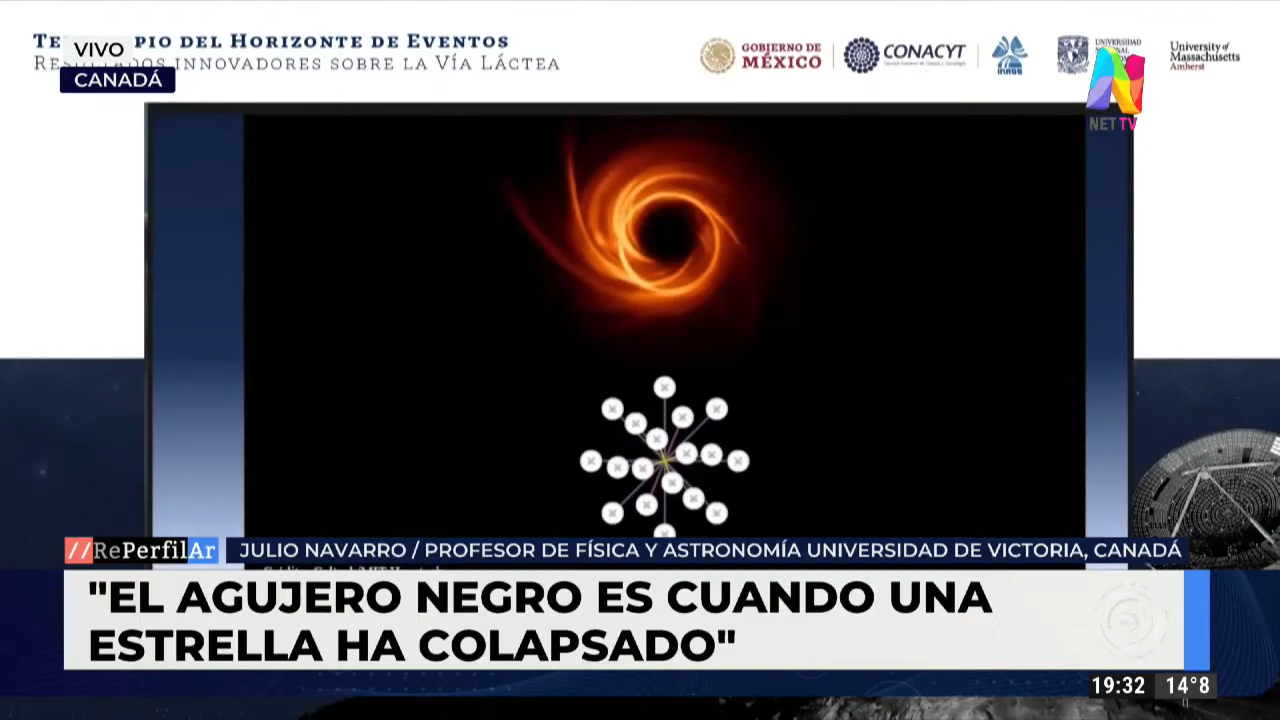 VIVO
CANADÁ
PIO DEL HORIZONTE DE EVENTOS
INNOVADORES SOBRE LA VÍA LÁCTEA
GOBIERNO DE
MÉXICO
CONACYT
UNIVERSIDAD
University of
Massachusetts
Amherst
NET TV
//RePerfilAr
JULIO NAVARRO / PROFESOR DE FÍSICA Y ASTRONOMÍA UNIVERSIDAD DE VICTORIA, CANADÁ
"EL AGUJERO NEGRO ES CUANDO UNA
ESTRELLA HA COLAPSADO"
19:32 14°8